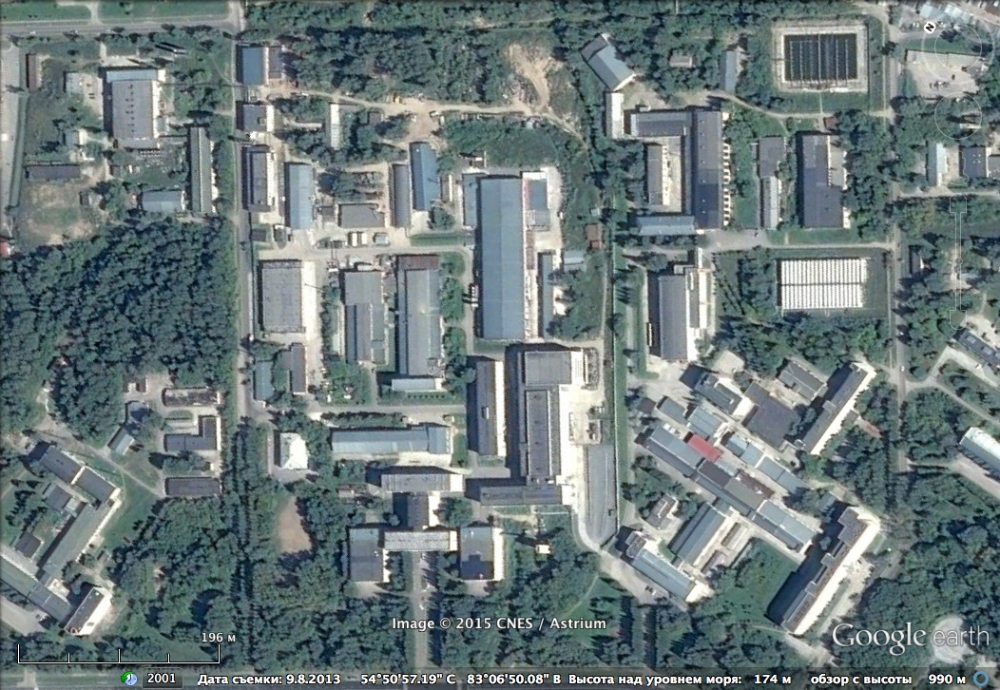 N
196 м
Image © 2015 CNES / Astrium
Google earth
2001 Дата съемки: 9.8.2013 54°50'57.19" С 83°06'50.08" В Высота над уровнем моря: 174 м обзор с высоты 990 м